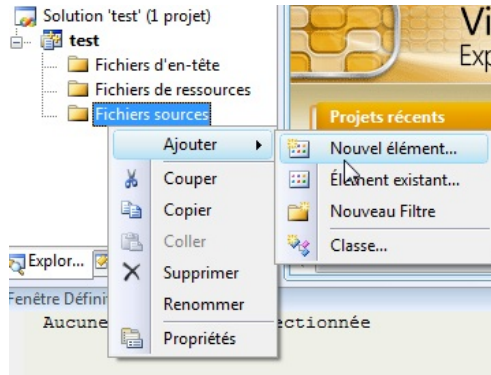 Solution 'test' (1 projet)
test
Fichiers d'en-tête
Fichiers de ressources
Fichiers sources
Vi
Exp
Projets récents
Ajouter
Couper
Copier
Coller
Supprimer
Renommer
Propriétés
Nouvel élément...
Élément existant...
Nouveau Filtre
Classe...
Explor...
Fenêtre Défini
Aucune
ectionnée